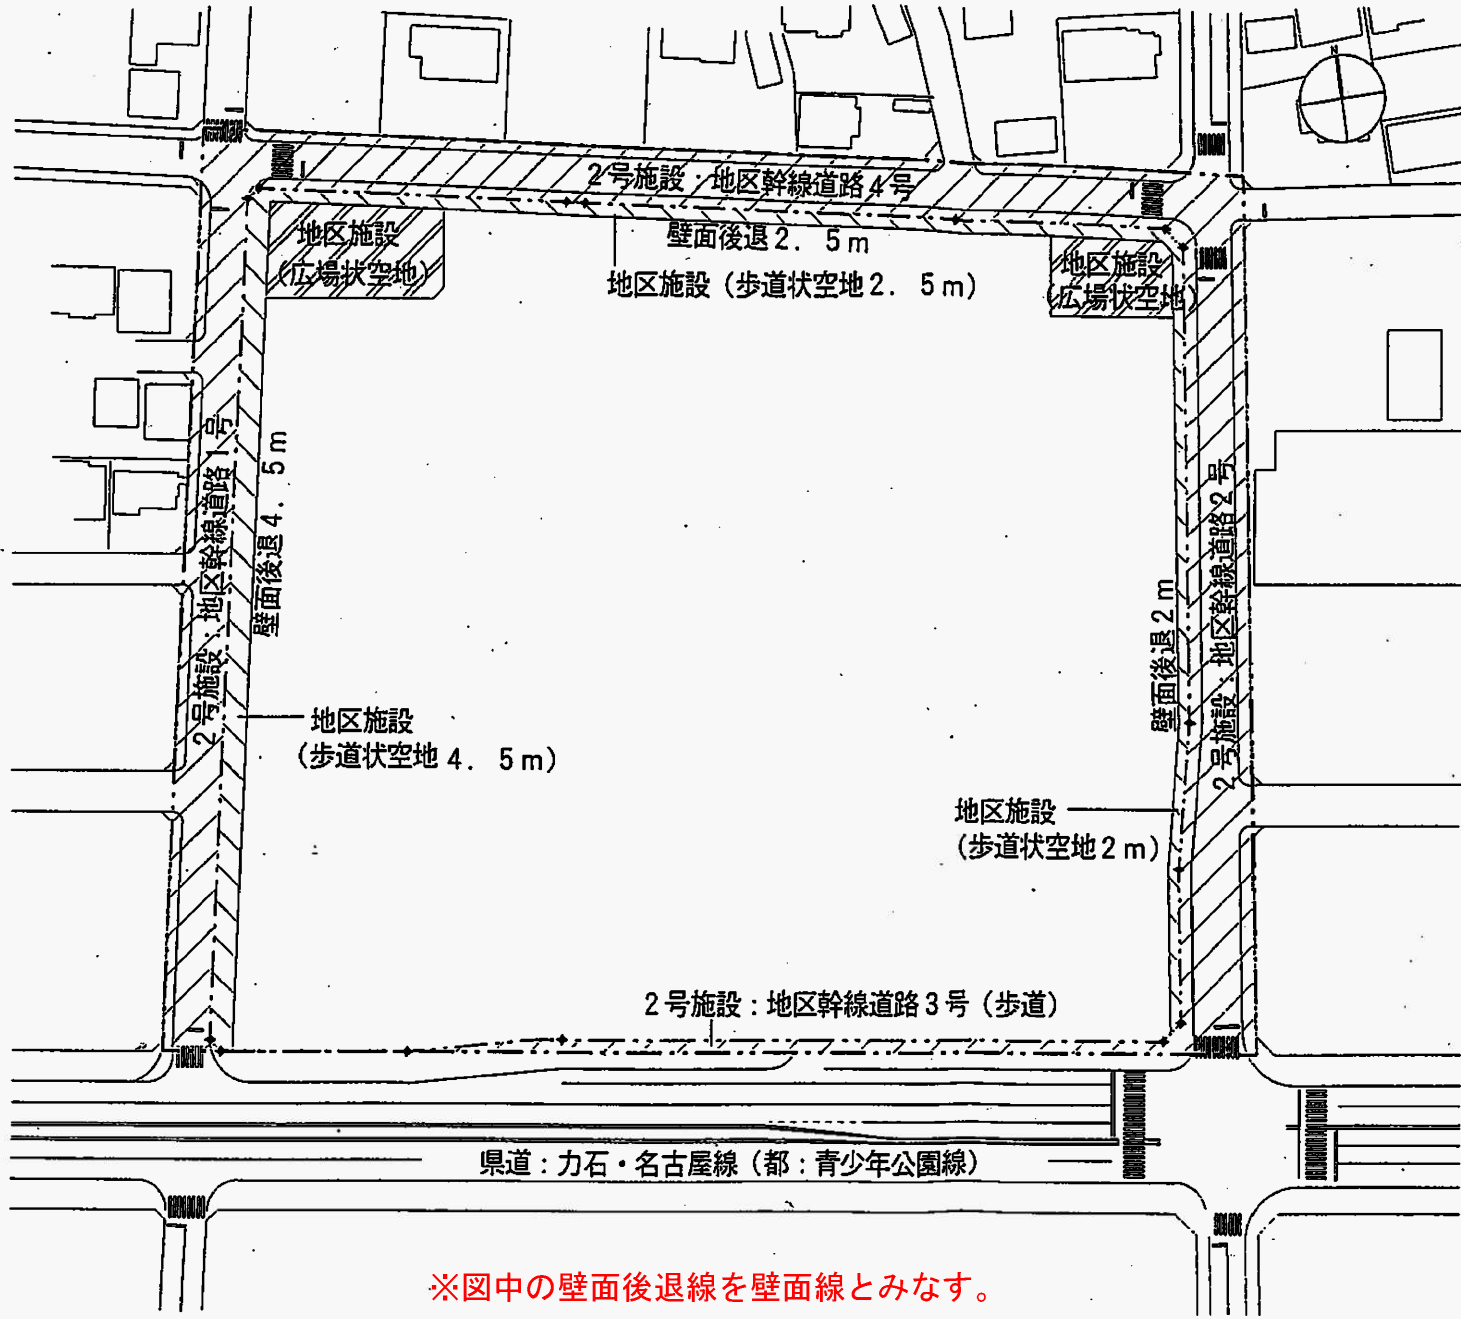 N
2号施設:地区幹線道路4号
地区施設
(広場状空地)
壁面後退2.5m
地区施設(歩道状空地2.5m)
地区施設
(広場状空地)
2号施設:地区幹線道路1号
壁面後退4.5m
2号施設:地区幹線道路2号
壁面後退2m
地区施設
(歩道状空地4.5m)
地区施設
(歩道状空地2m)
2号施設:地区幹線道路3号(歩道)
県道:力石・名古屋線(都:青少年公園線)
※図中の壁面後退線を壁面線とみなす。